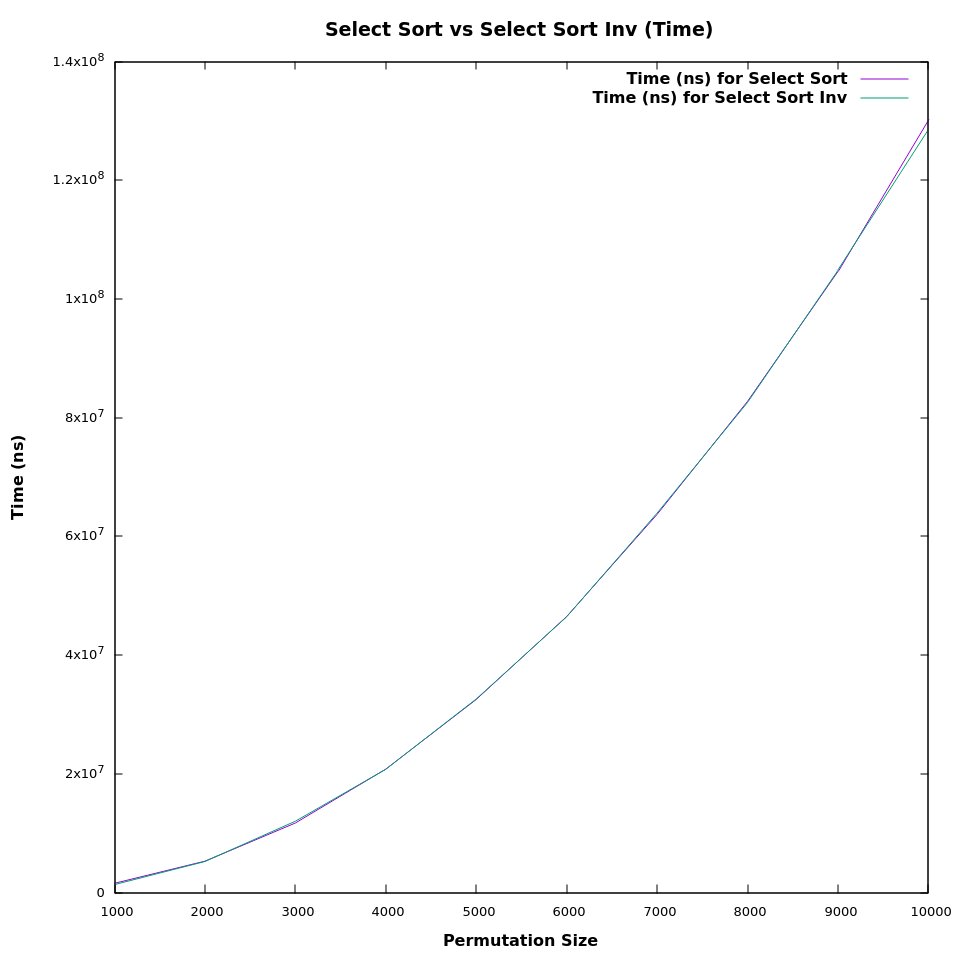 Select Sort vs Select Sort Inv (Time)
1.4x10^8
Time (ns) for Select Sort
Time (ns) for Select Sort Inv
1.2x10^8
1x10^8
8x10^7
Time (ns)
6x10^7
4x10^7
2x10^7
0
1000 2000 3000 4000 5000 6000 7000 8000 9000 10000
Permutation Size